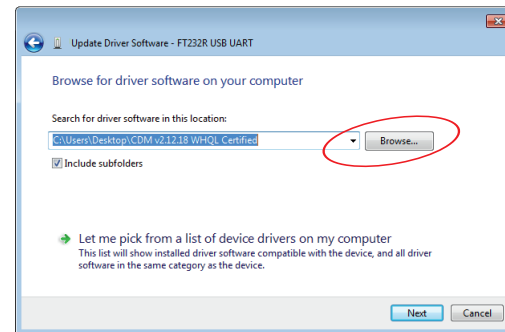 Update Driver Software - FT232R USB UART
Browse for driver software on your computer
Search for driver software in this location:
C:\Users\Desktop\CDM v2.12.18 WHQL Certified
Browse...
Include subfolders
Let me pick from a list of device drivers on my computer
This list will show installed driver software compatible with the device, and all driver
software in the same category as the device.
Next
Cancel